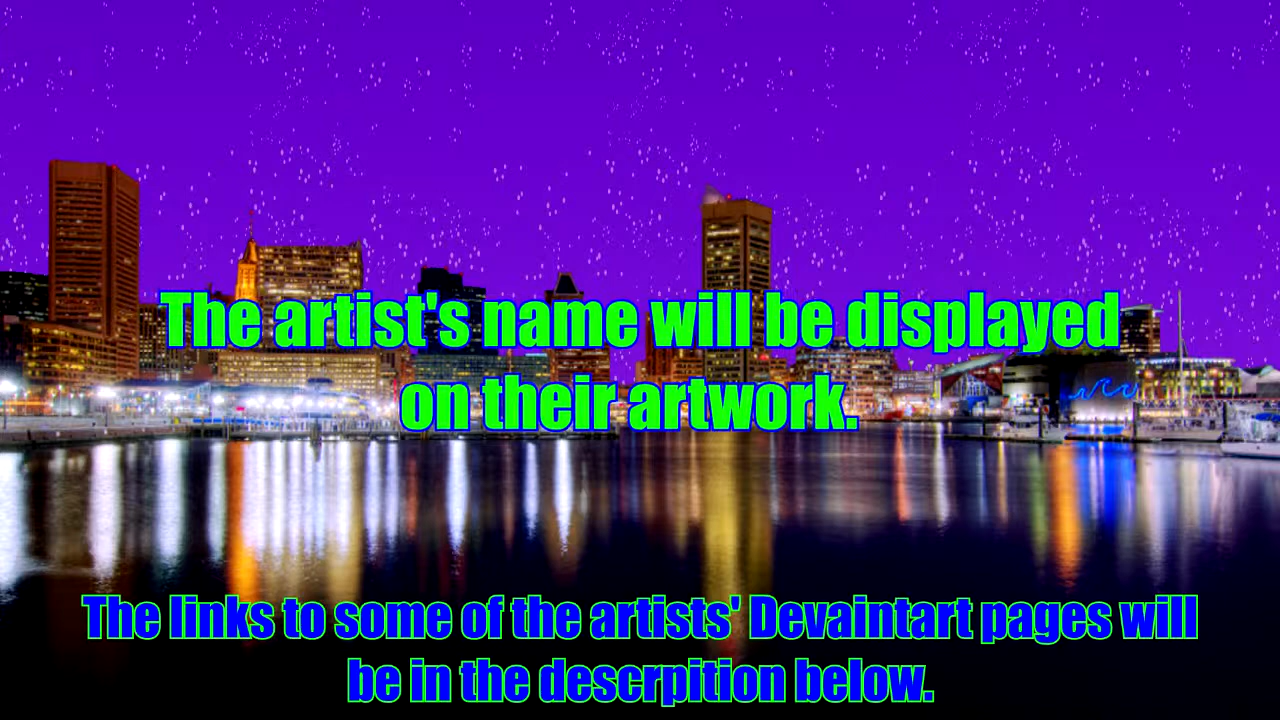 The artist's name will be displayed
on their artwork.
The links to some of the artists' Devaintart pages will
be in the descrpition below.